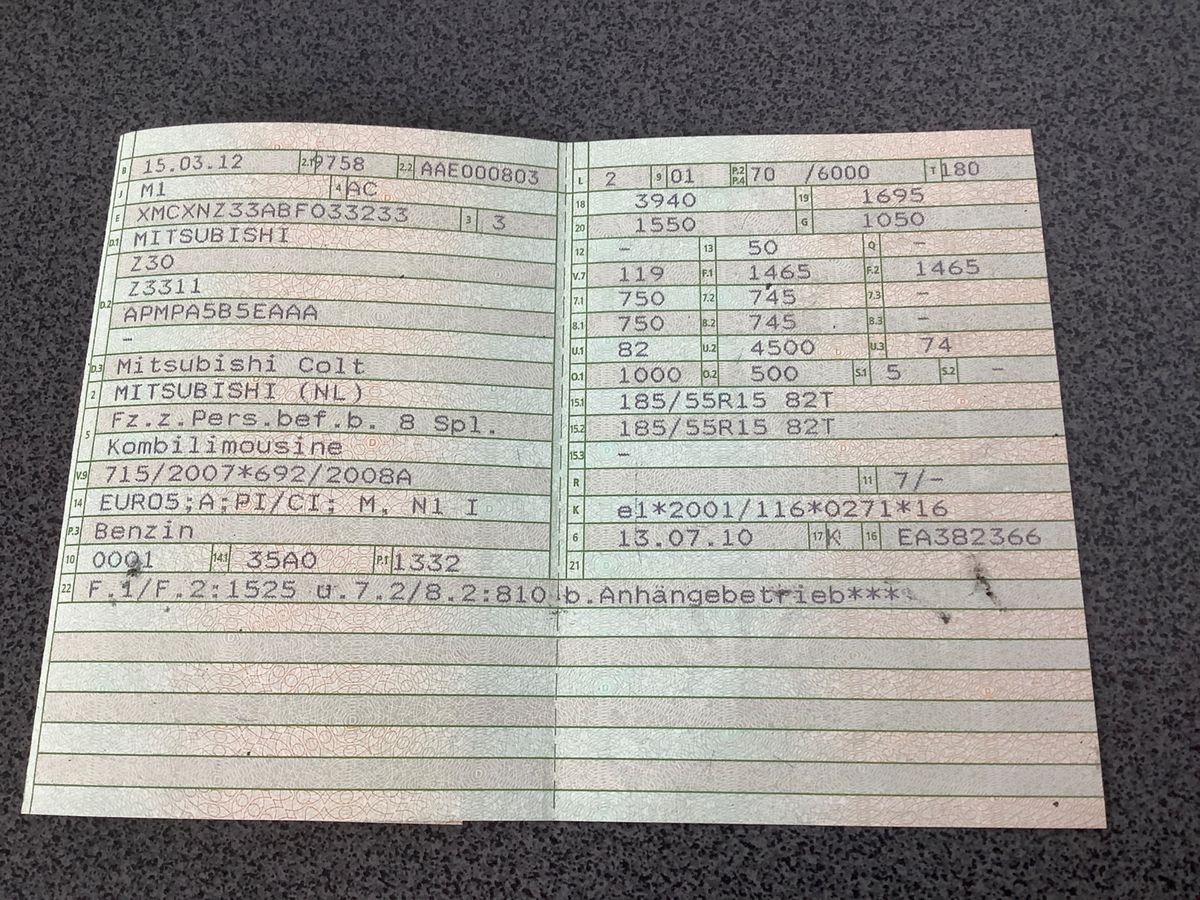 B 15.03.12 2.1 9758 2.2 AAE000803
J M1 4 AC
E XMCXNZ33ABF033233 3 3
D.1 MITSUBISHI
Z30
D.2 Z3311
APMPA5B5EAAA
–
D.3 Mitsubishi Colt
2 MITSUBISHI (NL)
5 Fz.z.Pers.bef.b. 8 Spl.
Kombilimousine
V.9 715/2007*692/2008A
14 EURO5;A;PI/CI; M, N1 I
P.3 Benzin
10 0001 14.1 35A0 P.1 1332
L 2 9 01 P.2 P.4 70 /6000 T 180
18 3940 19 1695
20 1550 G 1050
12 – 13 50 Q –
V.7 119 F.1 1465 F.2 1465
7.1 750 7.2 745 7.3 –
8.1 750 8.2 745 8.3 –
U.1 82 U.2 4500 U.3 74
O.1 1000 O.2 500 S.1 5 S.2 –
15.1 185/55R15 82T
15.2 185/55R15 82T
15.3 –
R 11 7/–
K e1*2001/116*0271*16
6 13.07.10 17 K 16 EA382366
21
22 F.1/F.2:1525 u.7.2/8.2:810 b.Anhängebetrieb***